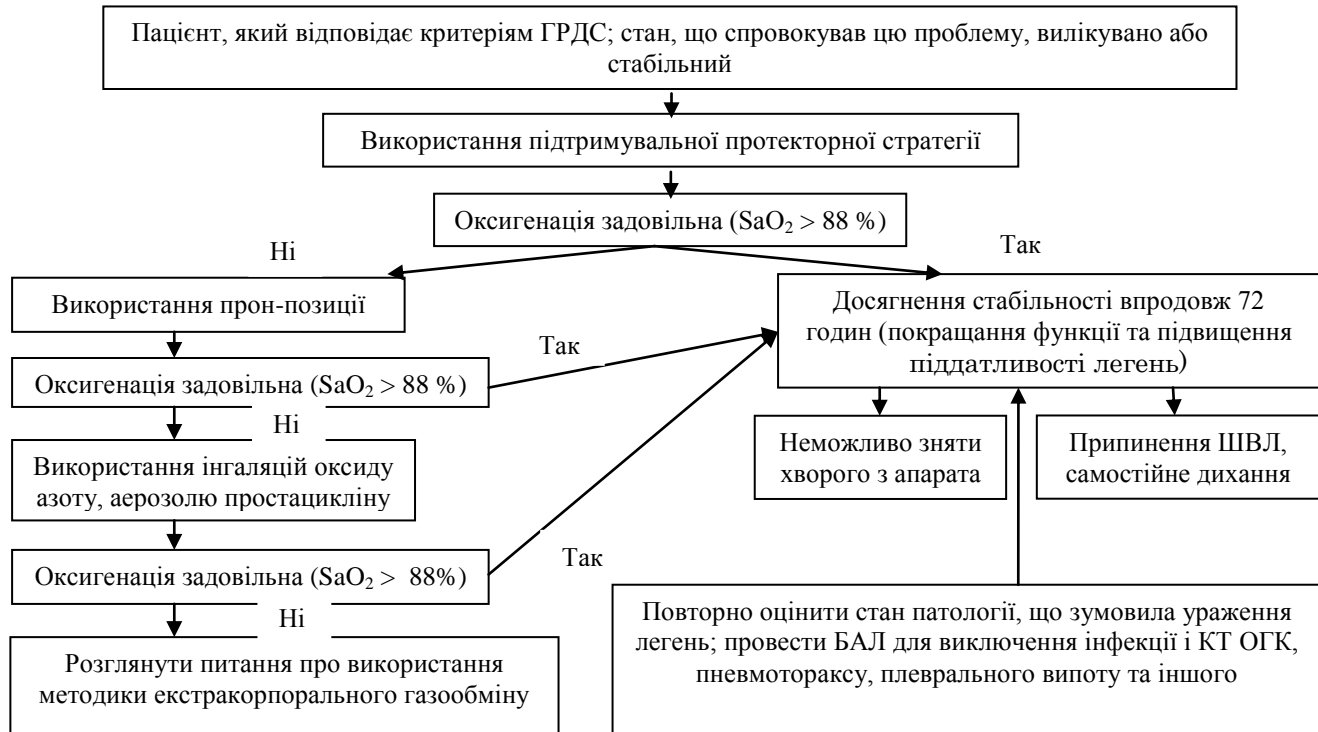 Пацієнт, який відповідає критеріям ГРДС; стан, що спровокував цю проблему, вилікувано або
стабільний
Використання підтримувальної протекторної стратегії
Оксигенація задовільна (SaO₂ > 88 %)
Ні
Так
Використання прон-позиції
Досягнення стабільності впродовж 72
годин (покращання функції та підвищення
піддатливості легень)
Так
Оксигенація задовільна (SaO₂ > 88 %)
Ні
Неможливо зняти
хворого з апарата
Припинення ШВЛ,
самостійне дихання
Використання інгаляцій оксиду
азоту, аерозолю простацикліну
Так
Оксигенація задовільна (SaO₂ > 88%)
Ні
Повторно оцінити стан патології, що зумовила ураження
легень; провести БАЛ для виключення інфекції і КТ ОГК,
пневмотораксу, плеврального випоту та іншого
Розглянути питання про використання
методики екстракорпорального газообміну